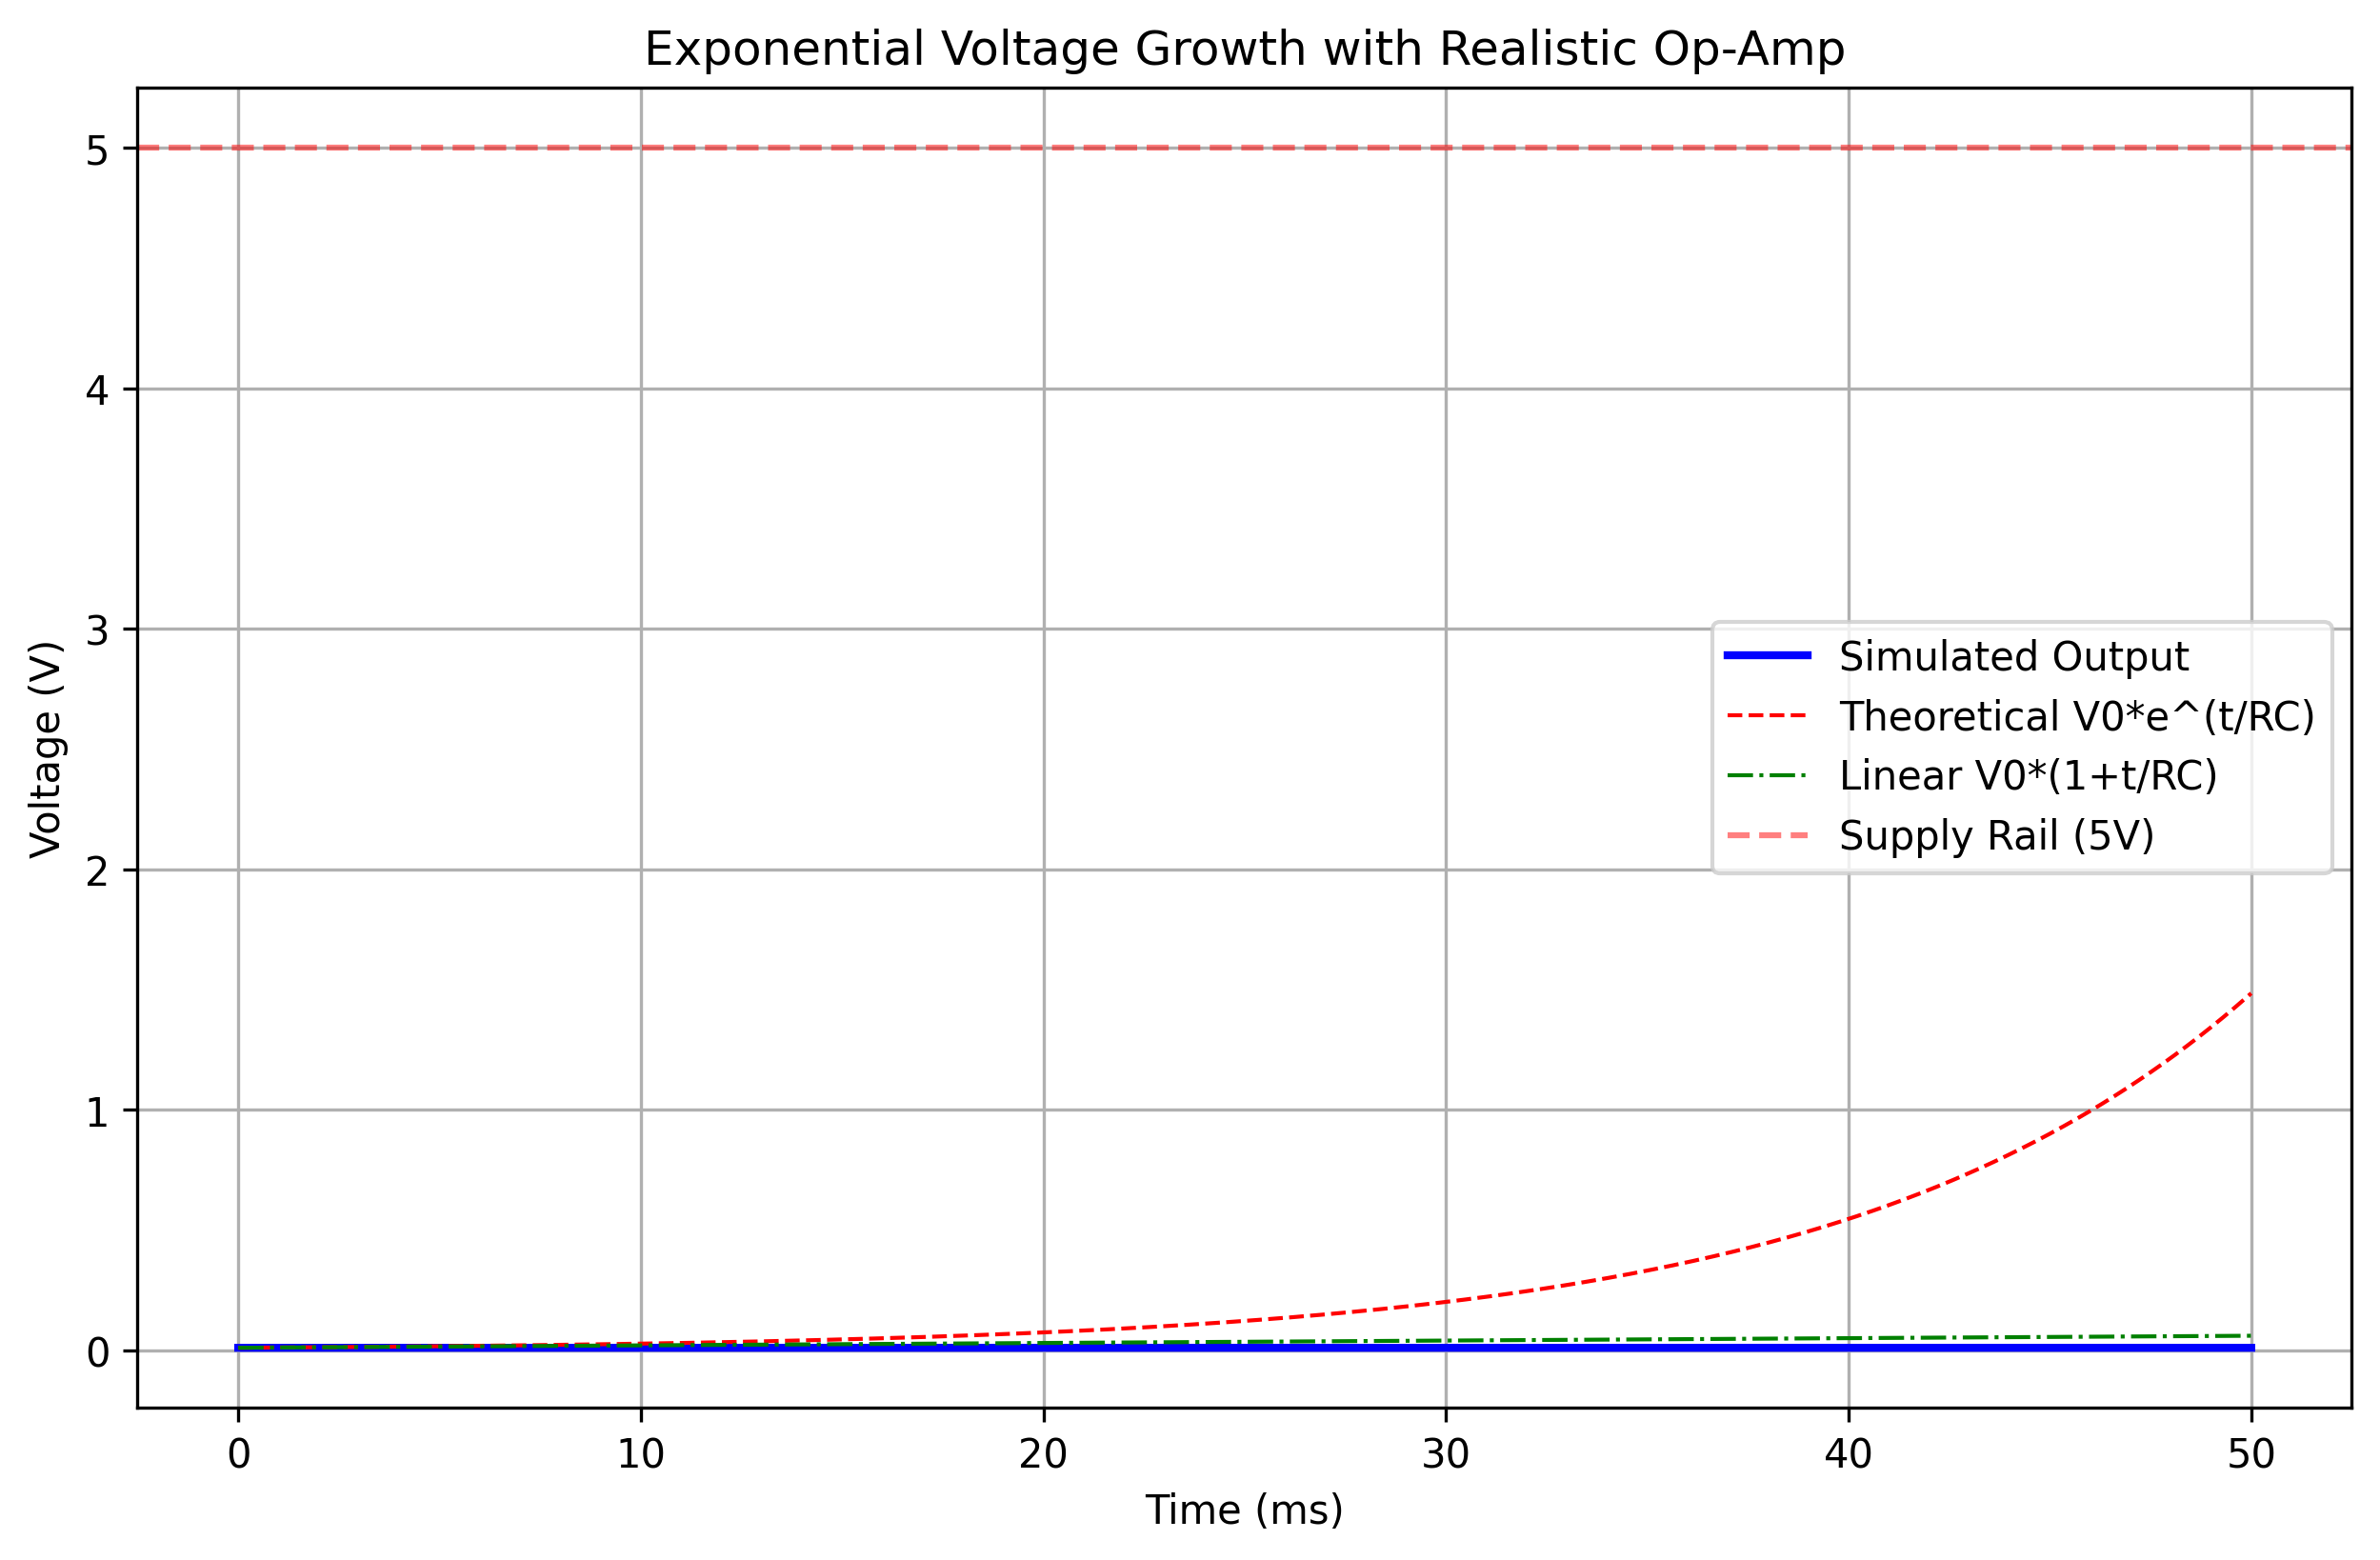 Exponential Voltage Growth with Realistic Op-Amp
5
4
3
2
1
0
Voltage (V)
Simulated Output
Theoretical V0*e^(t/RC)
Linear V0*(1+t/RC)
Supply Rail (5V)
0 10 20 30 40 50
Time (ms)